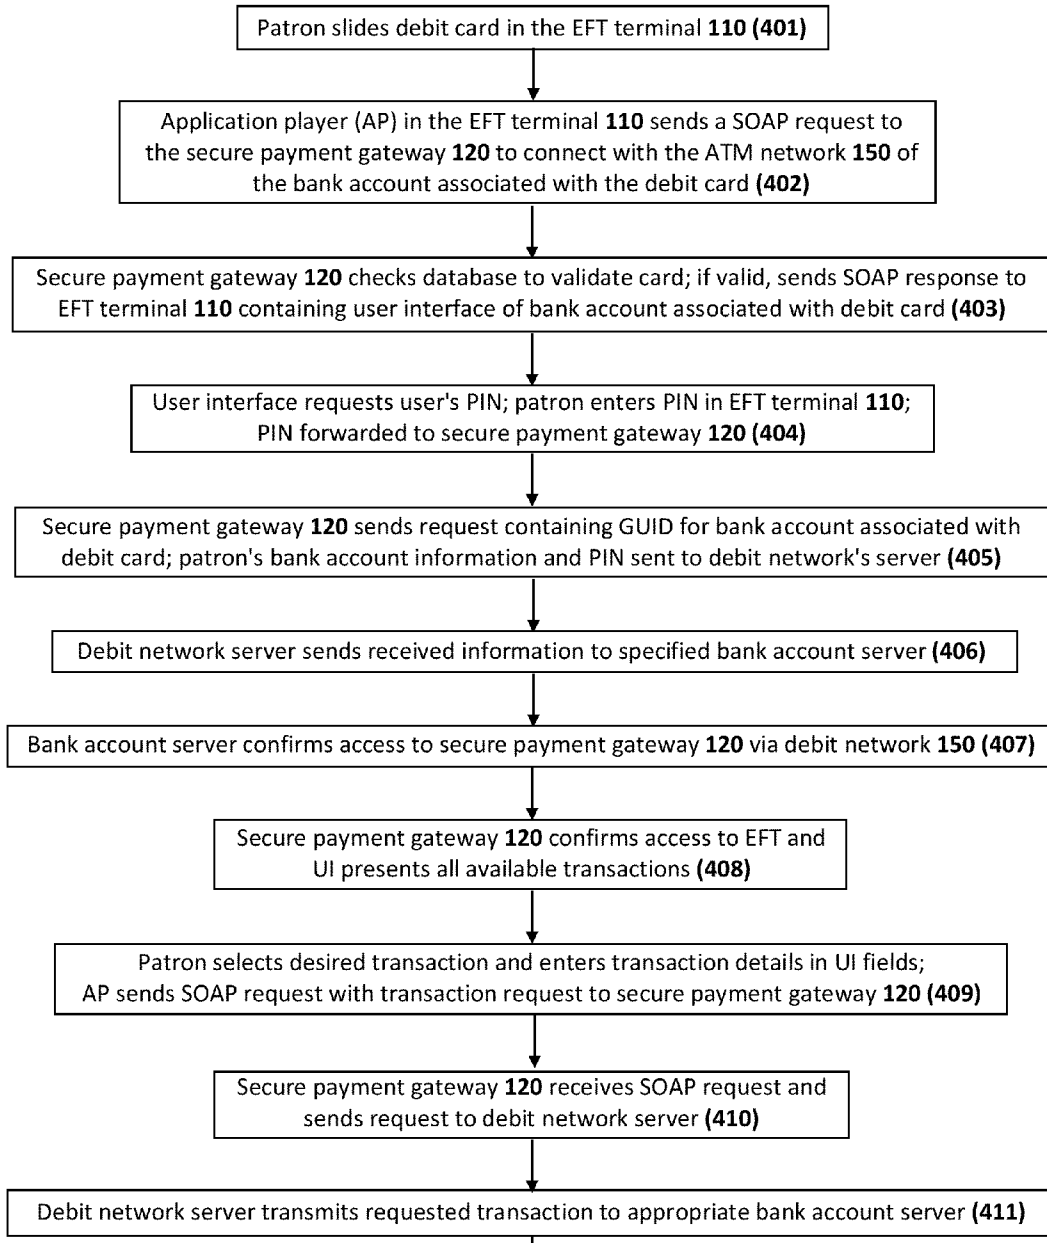 Patron slides debit card in the EFT terminal 110 (401)
Application player (AP) in the EFT terminal 110 sends a SOAP request to
the secure payment gateway 120 to connect with the ATM network 150 of
the bank account associated with the debit card (402)
Secure payment gateway 120 checks database to validate card; if valid, sends SOAP response to
EFT terminal 110 containing user interface of bank account associated with debit card (403)
User interface requests user's PIN; patron enters PIN in EFT terminal 110;
PIN forwarded to secure payment gateway 120 (404)
Secure payment gateway 120 sends request containing GUID for bank account associated with
debit card; patron's bank account information and PIN sent to debit network's server (405)
Debit network server sends received information to specified bank account server (406)
Bank account server confirms access to secure payment gateway 120 via debit network 150 (407)
Secure payment gateway 120 confirms access to EFT and
UI presents all available transactions (408)
Patron selects desired transaction and enters transaction details in UI fields;
AP sends SOAP request with transaction request to secure payment gateway 120 (409)
Secure payment gateway 120 receives SOAP request and
sends request to debit network server (410)
Debit network server transmits requested transaction to appropriate bank account server (411)